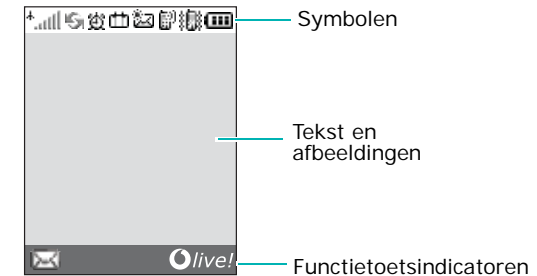 Symbolen
Tekst en
afbeeldingen
live!
Functietoetsindicatoren